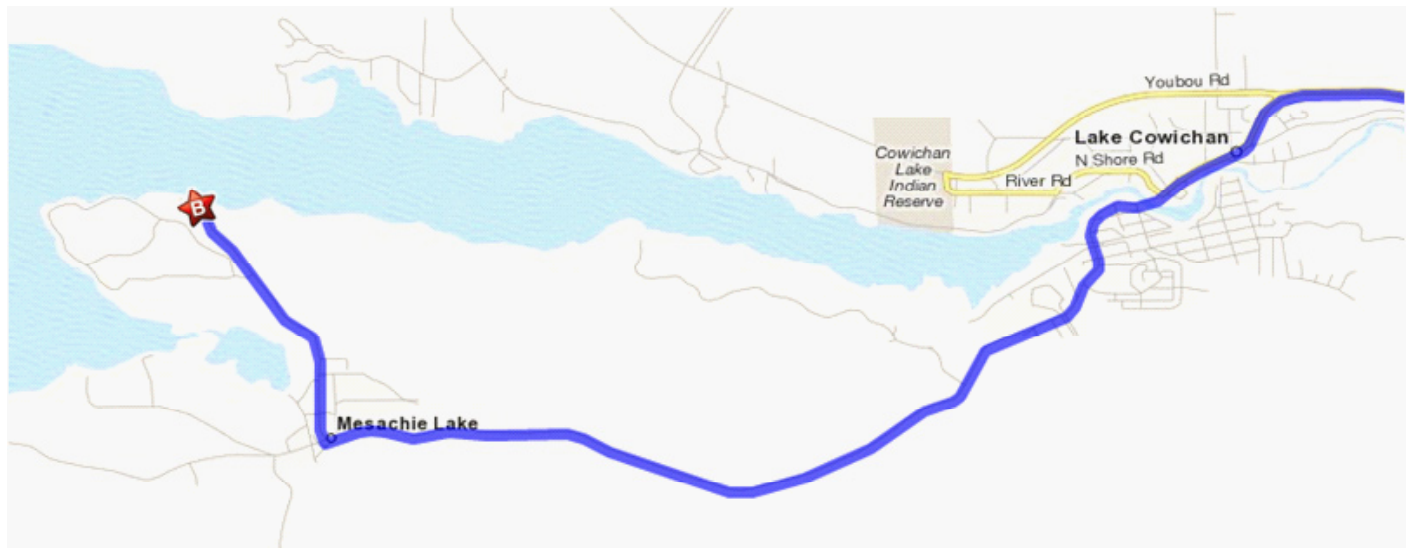 Youbou Rd
Lake Cowichan
N Shore Rd
Cowichan
Lake
Indian
Reserve
River Rd
B
Mesachie Lake